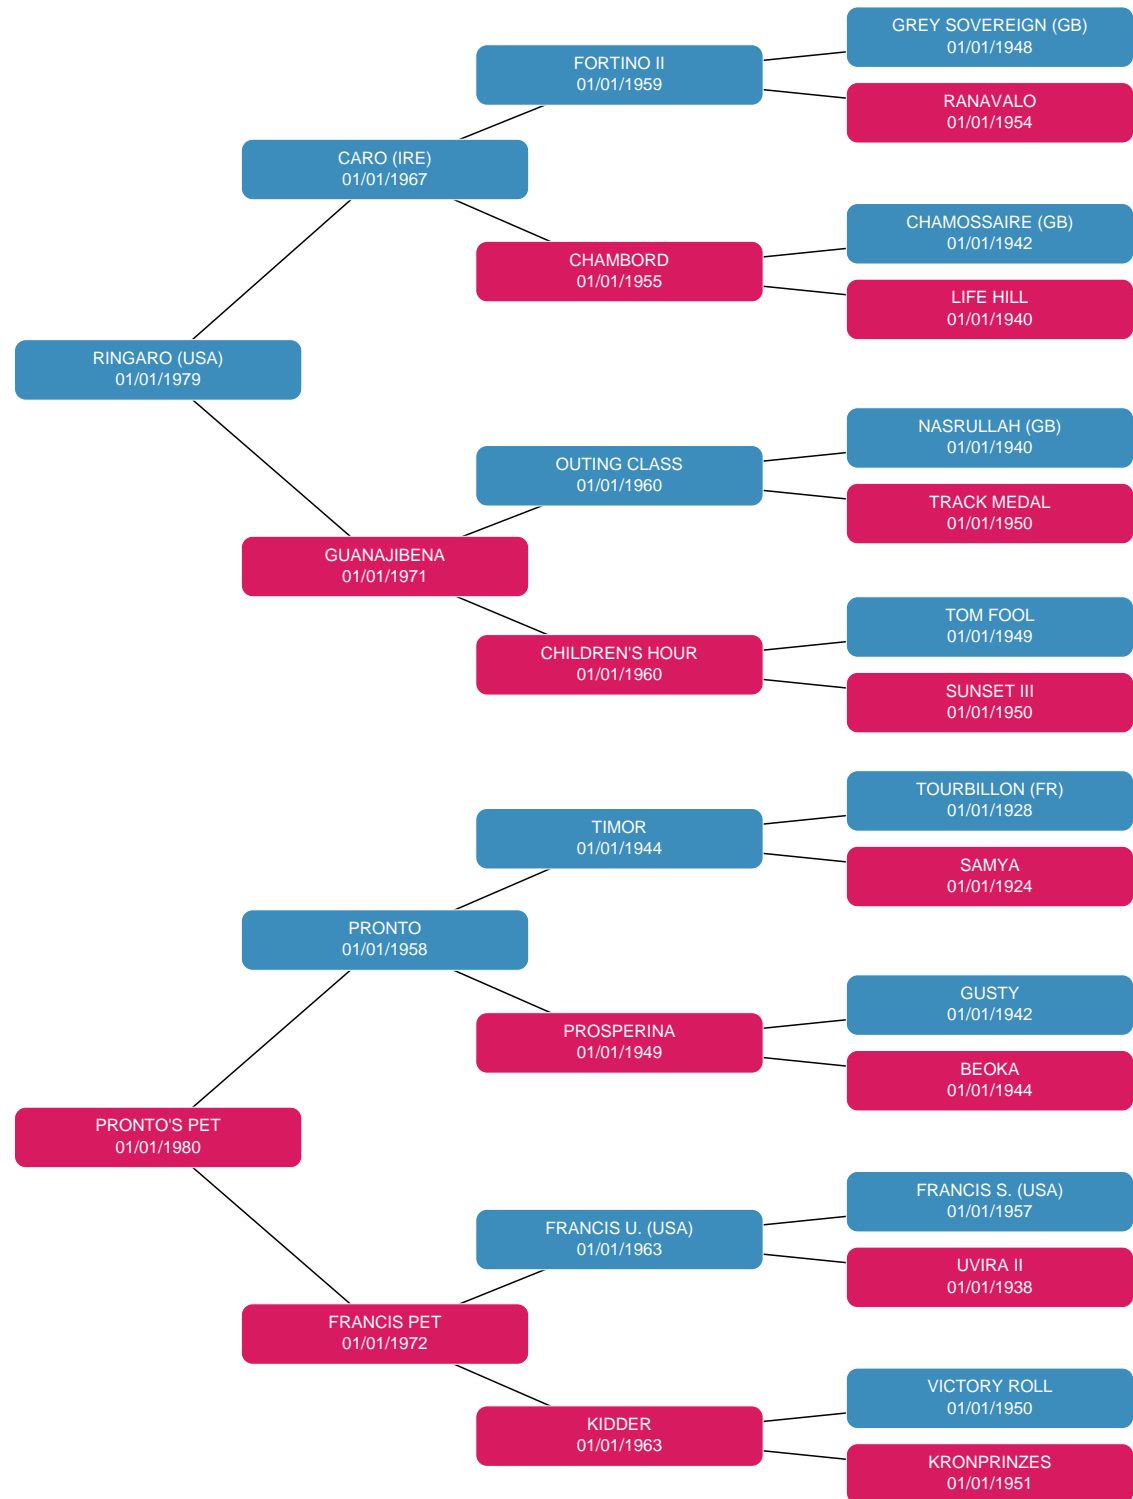 GREY SOVEREIGN (GB)
01/01/1948
FORTINO II
01/01/1959
RANAVALO
01/01/1954
CARO (IRE)
01/01/1967
CHAMOSSAIRE (GB)
01/01/1942
CHAMBORD
01/01/1955
LIFE HILL
01/01/1940
RINGARO (USA)
01/01/1979
NASRULLAH (GB)
01/01/1940
OUTING CLASS
01/01/1960
TRACK MEDAL
01/01/1950
GUANAJIBENA
01/01/1971
TOM FOOL
01/01/1949
CHILDREN'S HOUR
01/01/1960
SUNSET III
01/01/1950
TOURBILLON (FR)
01/01/1928
TIMOR
01/01/1944
SAMYA
01/01/1924
PRONTO
01/01/1958
GUSTY
01/01/1942
PROSPERINA
01/01/1949
BEOKA
01/01/1944
PRONTO'S PET
01/01/1980
FRANCIS S. (USA)
01/01/1957
FRANCIS U. (USA)
01/01/1963
UVIRA II
01/01/1938
FRANCIS PET
01/01/1972
VICTORY ROLL
01/01/1950
KIDDER
01/01/1963
KRONPRINZES
01/01/1951